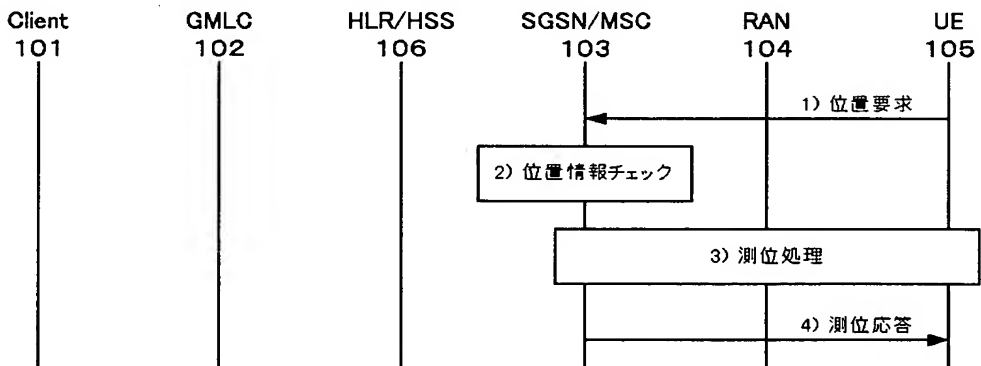 Client GMLC HLR/HSS SGSN/MSC RAN UE
101 102 106 103 104 105
1) 位置要求
2) 位置情報チェック
3) 測位処理
4) 測位応答